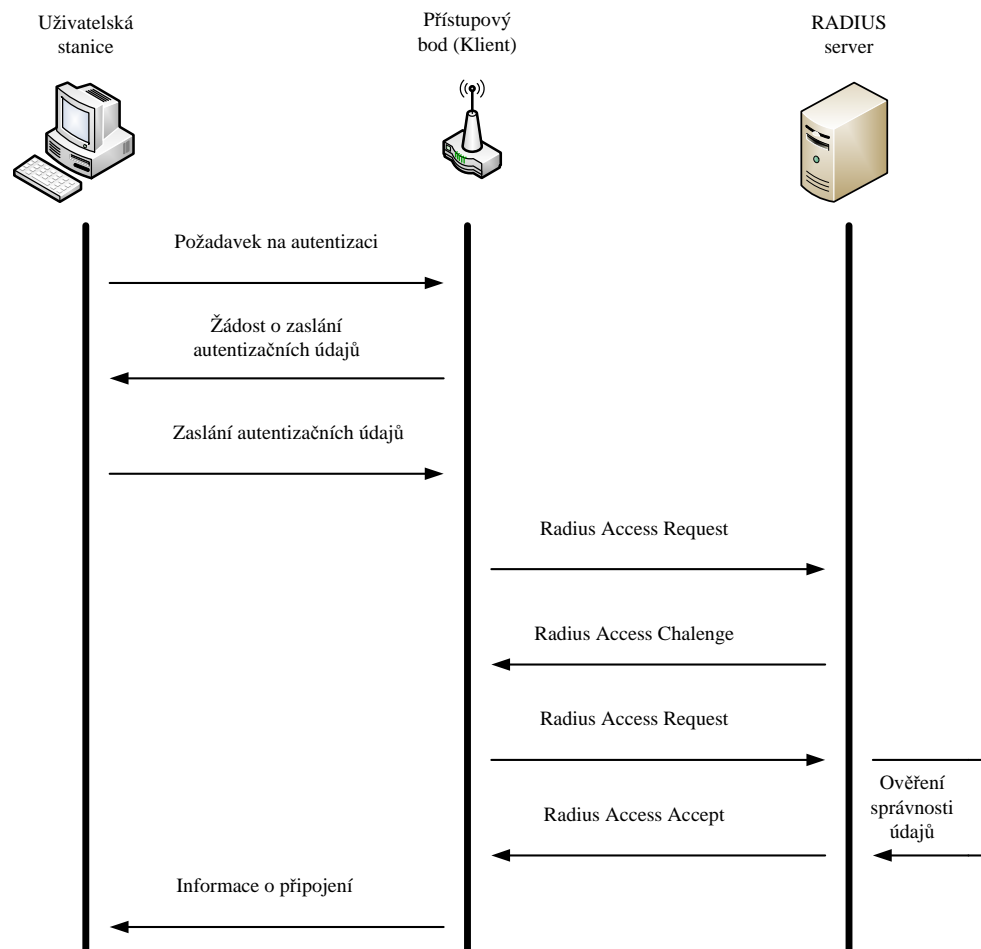 Uživatelská
stanice
Přístupový
bod (Klient)
RADIUS
server
Požadavek na autentizaci
Žádost o zaslání
autentizačních údajů
Zaslání autentizačních údajů
Radius Access Request
Radius Access Chalenge
Radius Access Request
Ověření
správnosti
údajů
Radius Access Accept
Informace o připojení